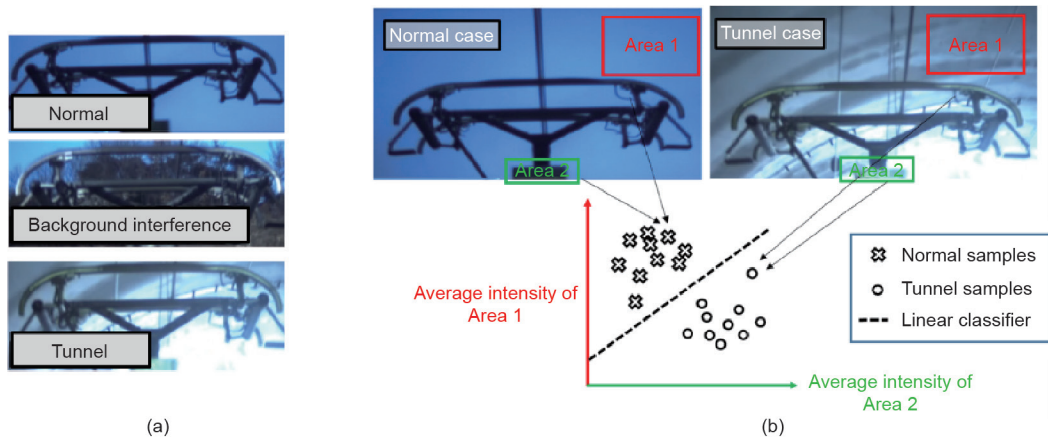 (a)
Normal
Background interference
Tunnel
(b)
Normal case
Area 1
Area 2
Tunnel case
Area 1
Area 2
Average intensity of
Area 1
Average intensity of
Area 2
Normal samples
Tunnel samples
Linear classifier
(a)
(b)